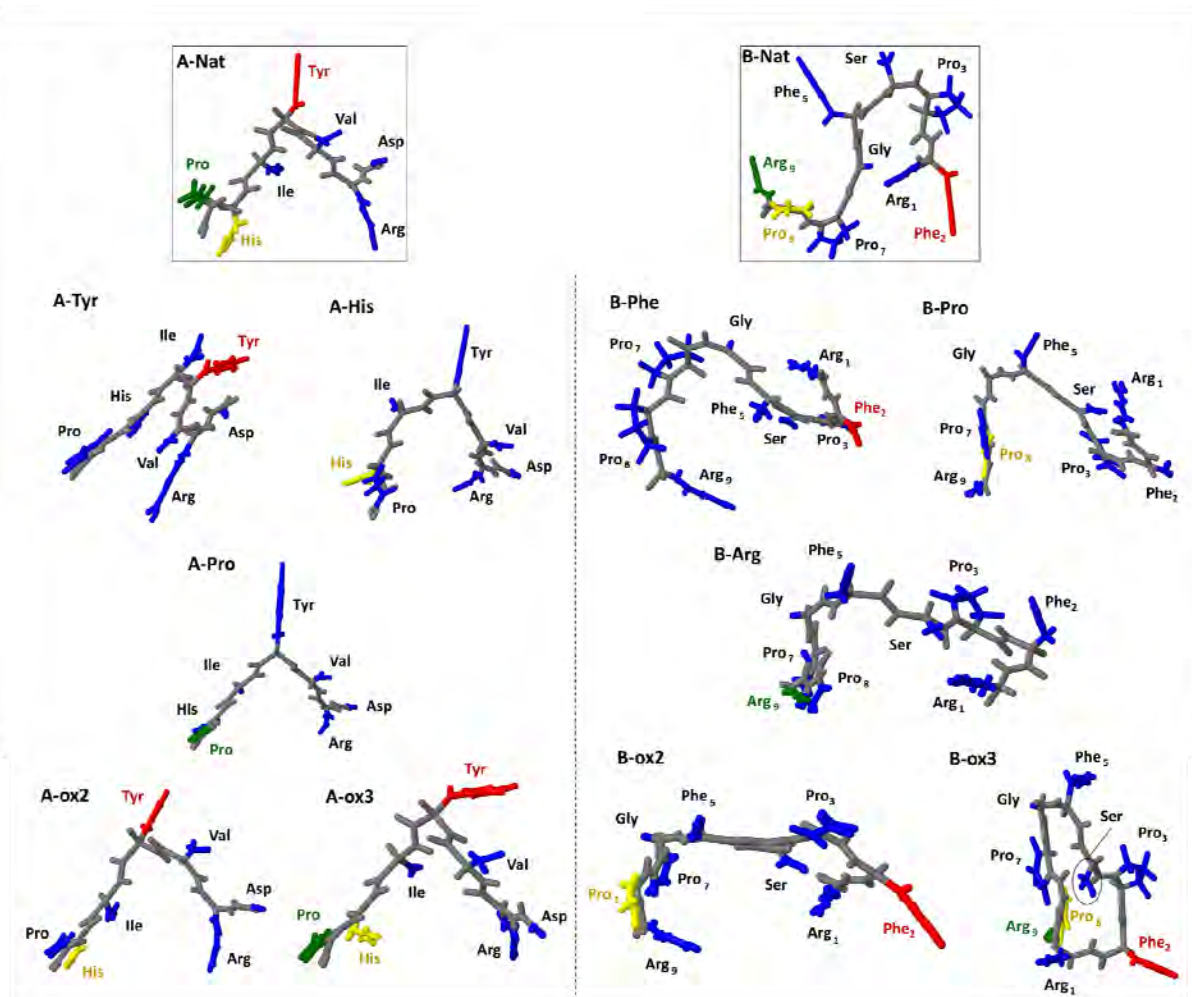 A-Nat
Tyr
Val
Asp
Pro
Ile
Arg
His
B-Nat
Ser
Pro₃
Phe₅
Gly
Arg₉
Arg₁
Pro
Pro₇
Phe₂
A-Tyr
Ile
Tyr
His
Asp
Pro
Val
Arg
A-His
Tyr
Ile
Val
His
Asp
Arg
Pro
B-Phe
Gly
Pro₇
Arg₁
Phe₅
Phe₂
Ser
Pro₃
Pro
Arg₉
B-Pro
Phe₅
Gly
Arg₁
Ser
Pro₇
Pro₈
Arg₉
Pro₃
Phe₂
A-Pro
Tyr
Ile
Val
His
Asp
Pro
Arg
B-Arg
Phe₅
Pro₃
Gly
Phe₂
Ser
Pro₇
Pro₈
Arg₉
Arg₁
A-ox2
Tyr
Val
Asp
Pro
Ile
His
Arg
A-ox3
Tyr
Val
Ile
Pro
Asp
His
Arg
B-ox2
Phe₅
Pro₃
Gly
Pro₇
Pro
Ser
Arg₁
Phe₂
Arg₉
B-ox3
Phe₅
Gly
Ser
Pro₃
Pro₇
Pro
Arg₉
Phe₂
Arg₁